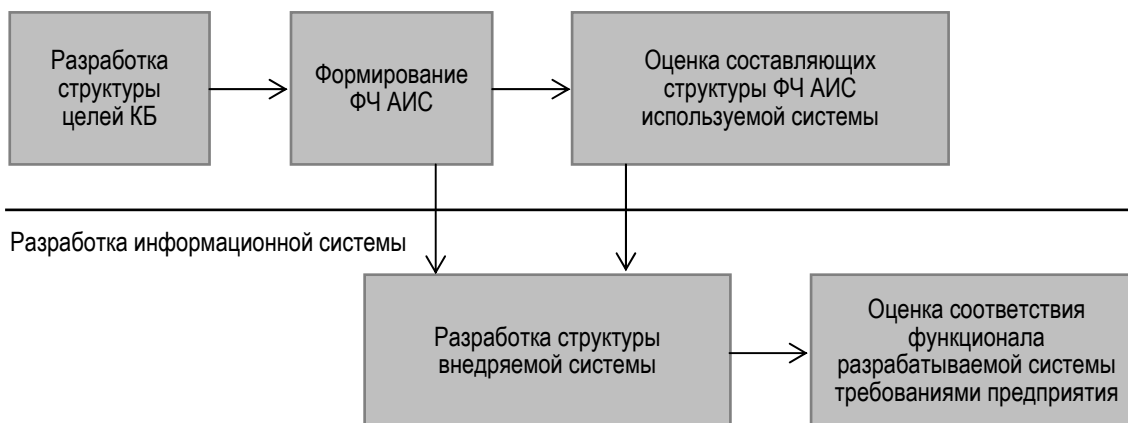 Разработка
структуры
целей КБ
Формирование
ФЧ АИС
Оценка составляющих
структуры ФЧ АИС
используемой системы
Разработка информационной системы
Разработка структуры
внедряемой системы
Оценка соответствия
функционала
разрабатываемой системы
требованиями предприятия